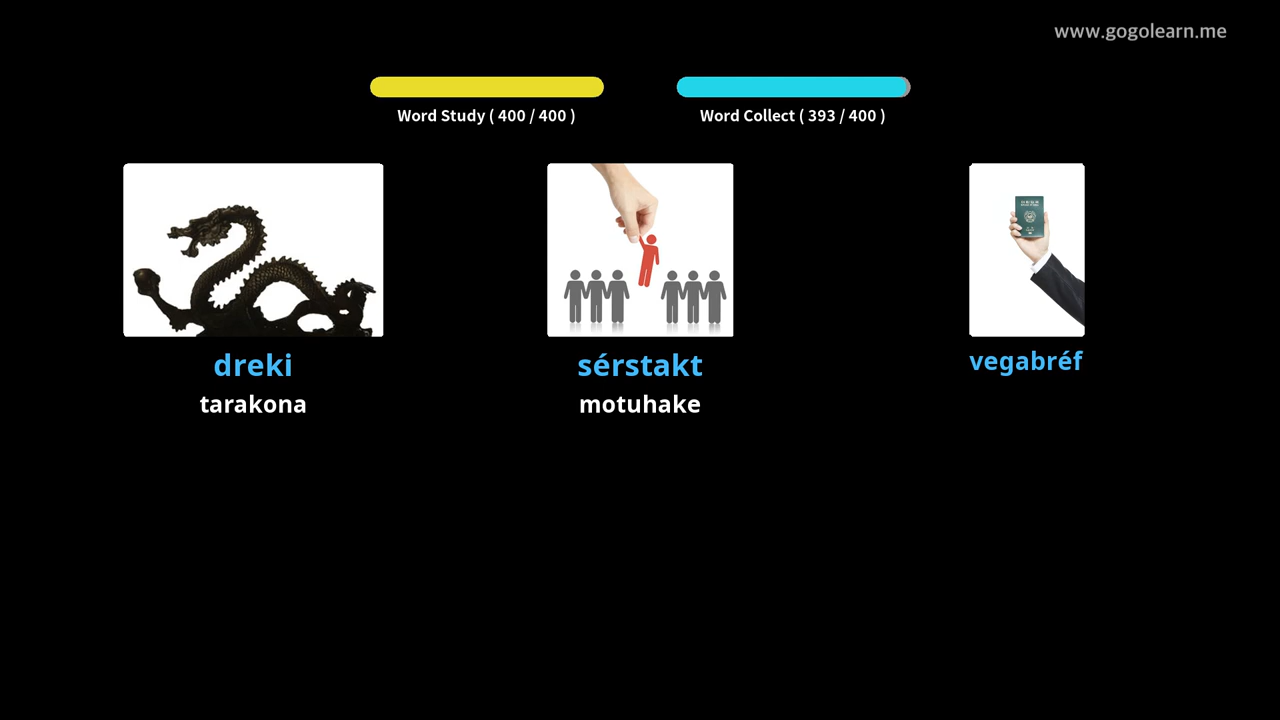 www.gogolearn.me
Word Study ( 400 / 400 )
Word Collect ( 393 / 400 )
dreki
tarakona
sérstakt
motuhake
vegabréf